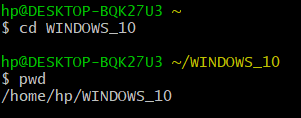 hp@DESKTOP-BQK27U3 ~
$ cd WINDOWS_10
hp@DESKTOP-BQK27U3 ~/WINDOWS_10
$ pwd
/home/hp/WINDOWS_10